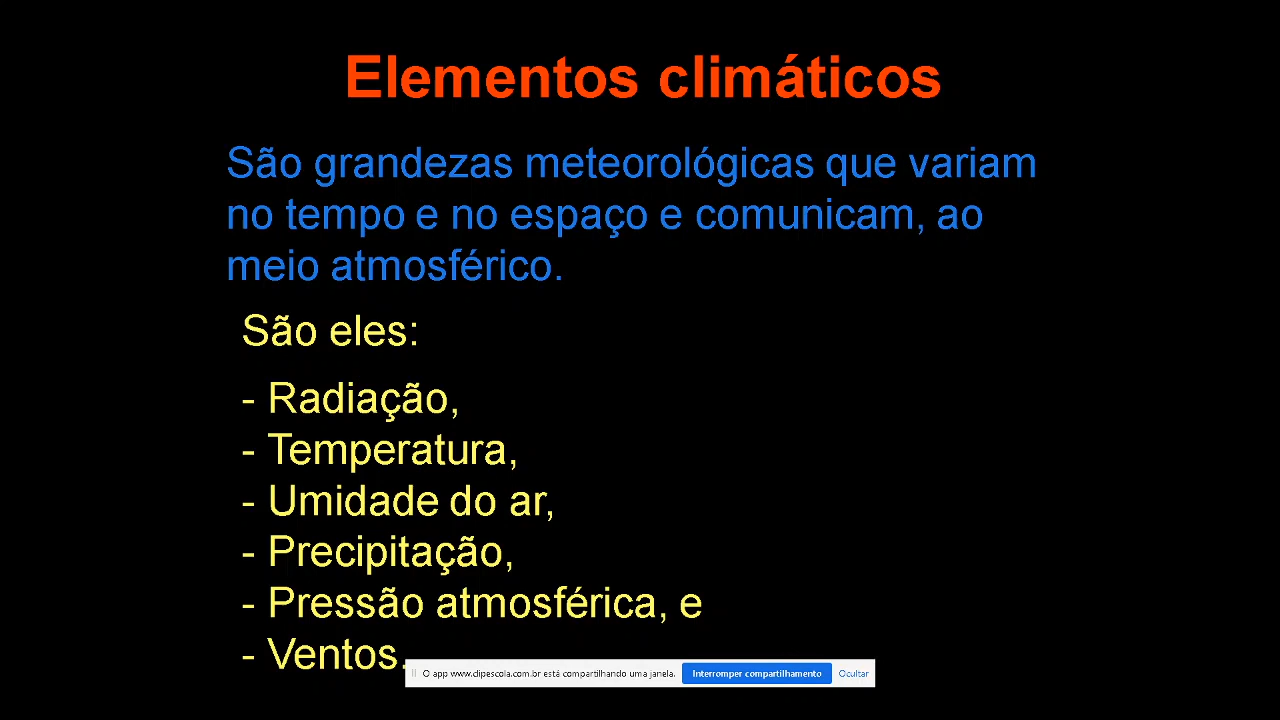 Elementos climáticos
São grandezas meteorológicas que variam
no tempo e no espaço e comunicam, ao
meio atmosférico.
São eles:
- Radiação,
- Temperatura,
- Umidade do ar,
- Precipitação,
- Pressão atmosférica, e
- Ventos.
O app www.dipescola.com.br está compartilhando uma janela. Interromper compartilhamento Ocultar